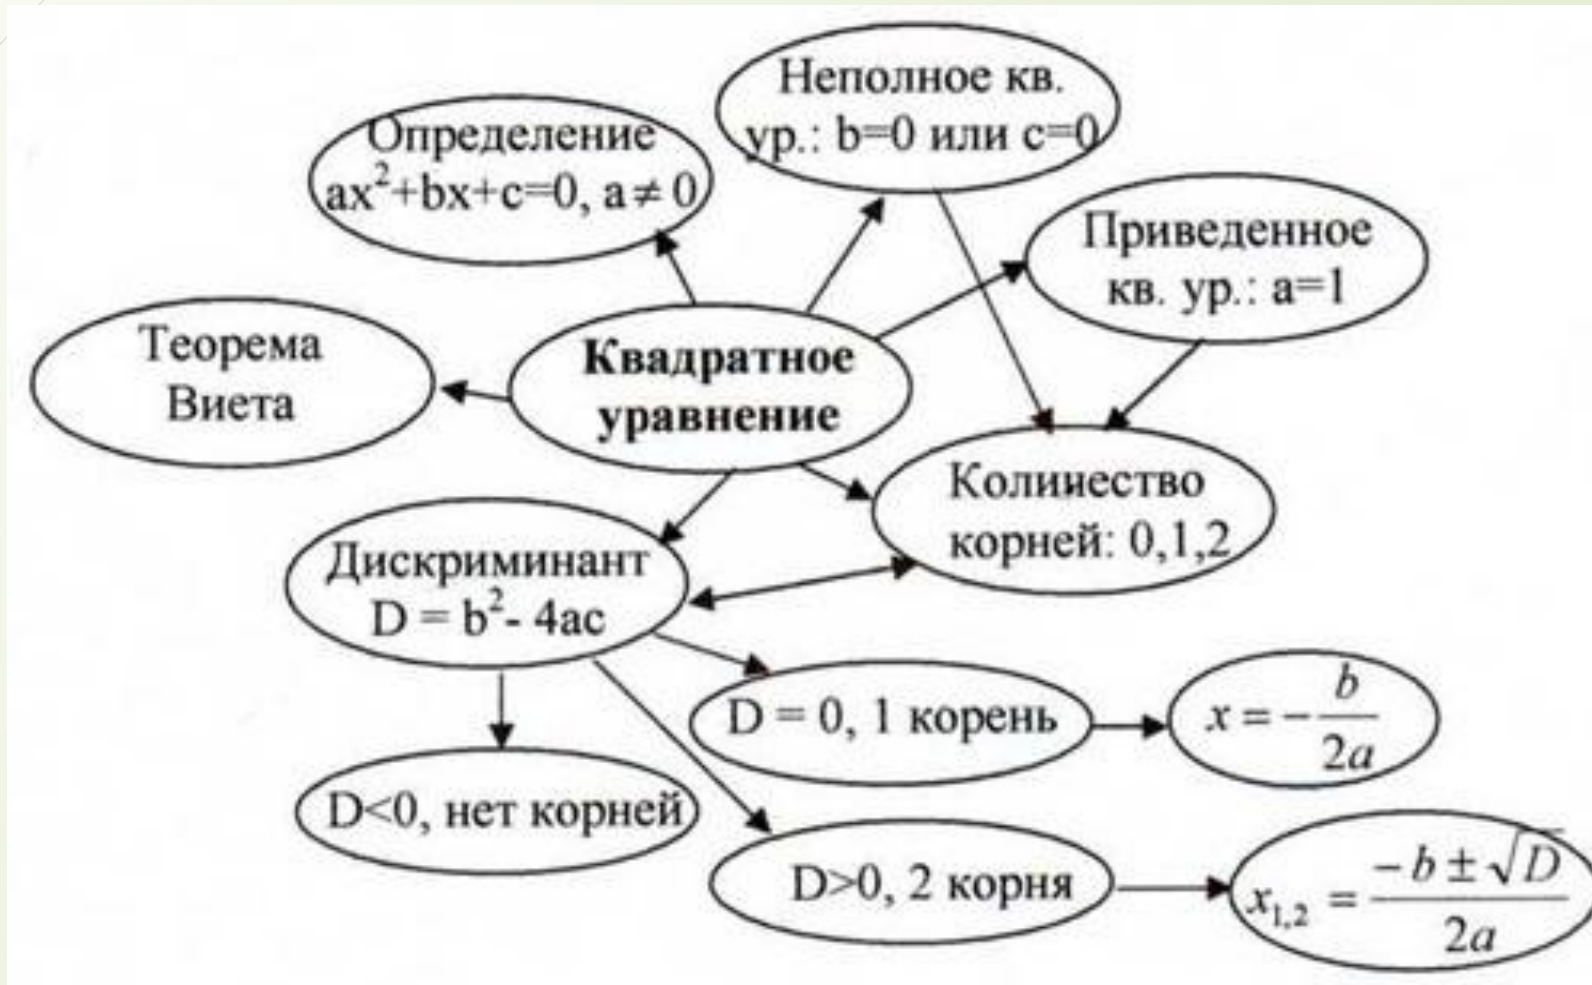 Неполное кв.
ур.: b=0 или c=0
Определение
ax²+bx+c=0, a≠0
Приведенное
кв. ур.: a=1
Теорема
Виета
Квадратное
уравнение
Колиинество
корней: 0,1,2
Дискриминант
D = b²- 4ac
D = 0, 1 корень
x = -b/2a
D<0, нет корней
D>0, 2 корня
x₁,₂ = (-b ± √D)/2a